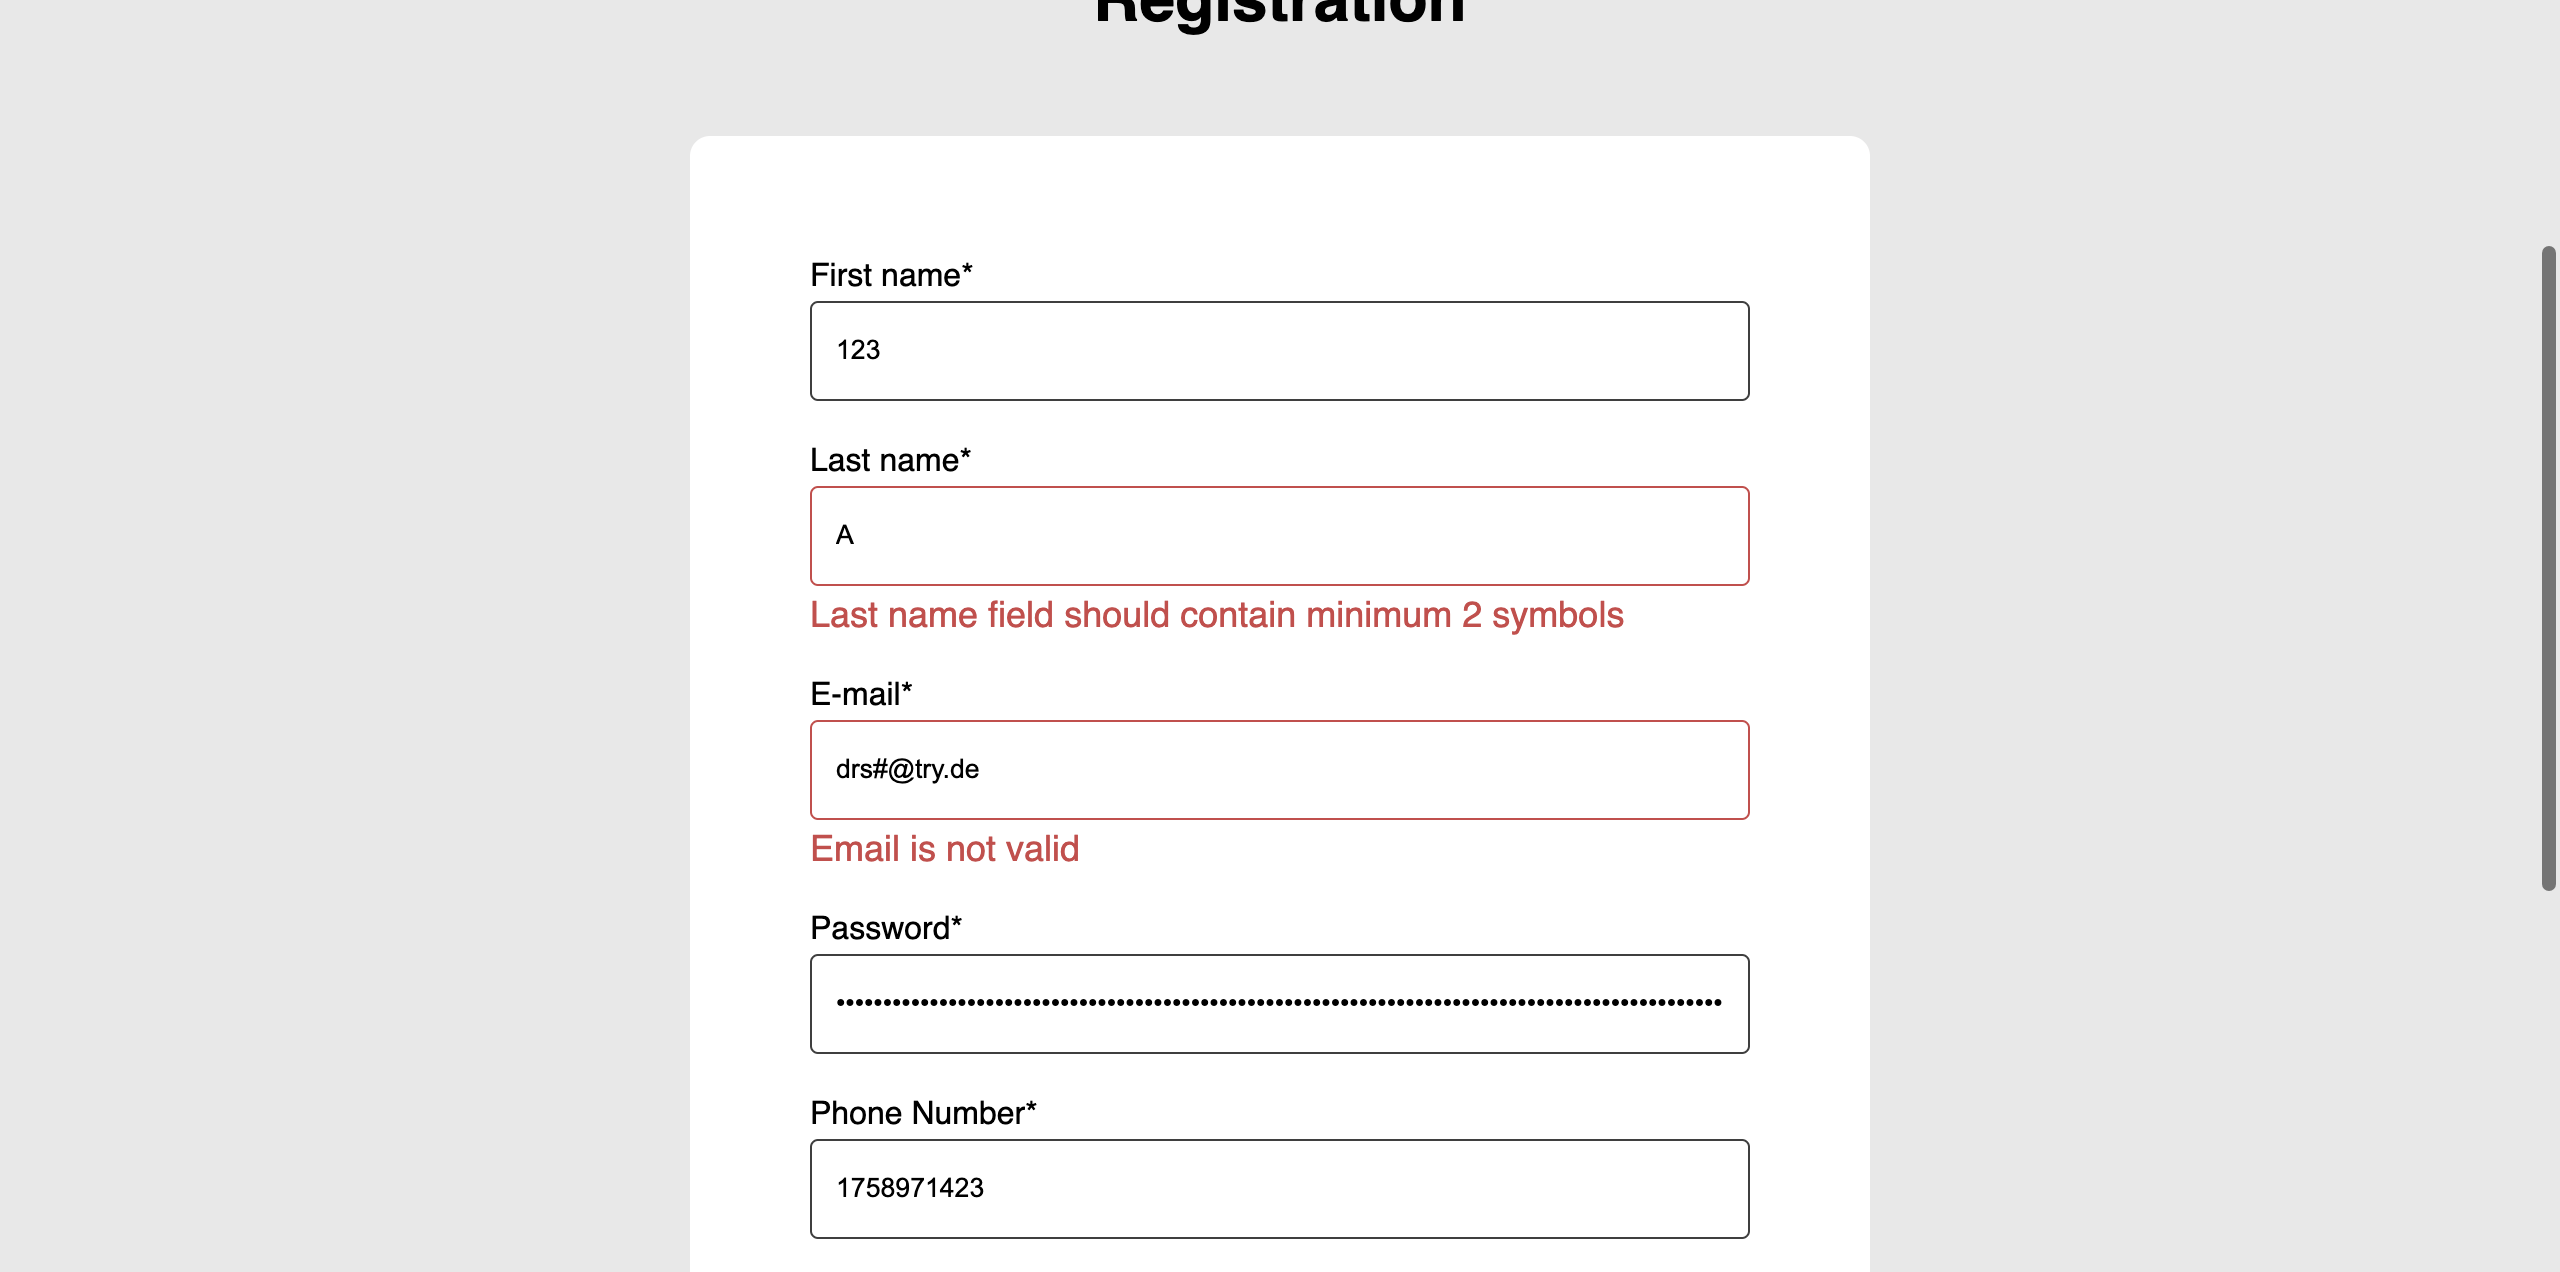 Registration
First name*
123
Last name*
A
Last name field should contain minimum 2 symbols
E-mail*
drs#@try.de
Email is not valid
Password*
Phone Number*
1758971423